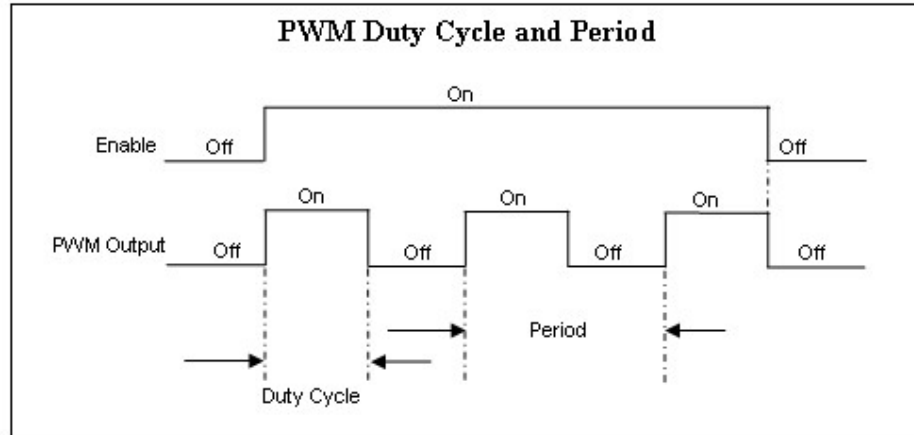 PWM Duty Cycle and Period
On
Enable
Off
Off
On
On
On
PWM Output
Off
Off
Off
Off
Period
Duty Cycle